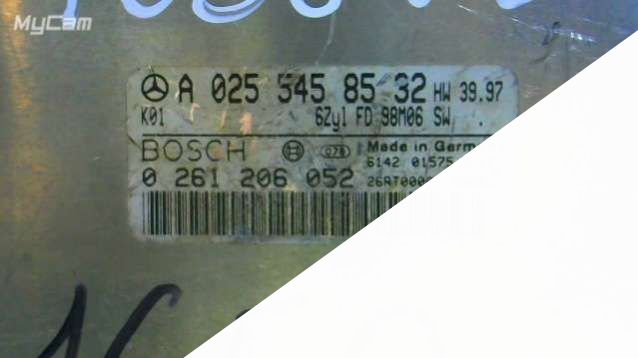 MyCam
A 025 545 85 32 HW 39.97
K01 6Zyl FD 98M06 SW .
BOSCH Made in Germ
6142 01575
0 261 206 052 26RT000